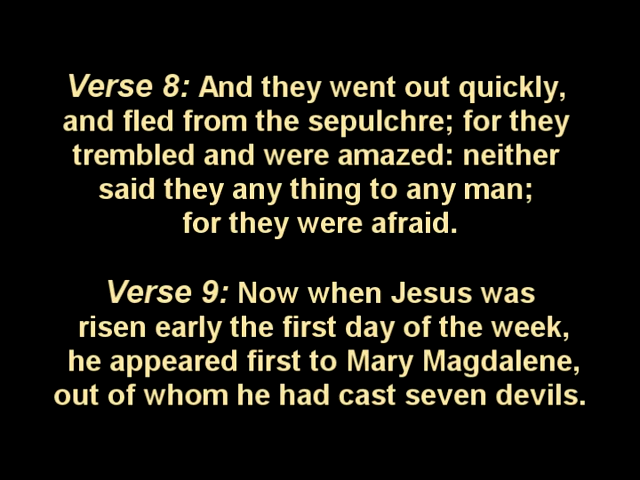 Verse 8: And they went out quickly,
and fled from the sepulchre; for they
trembled and were amazed: neither
said they any thing to any man;
for they were afraid.
Verse 9: Now when Jesus was
risen early the first day of the week,
he appeared first to Mary Magdalene,
out of whom he had cast seven devils.